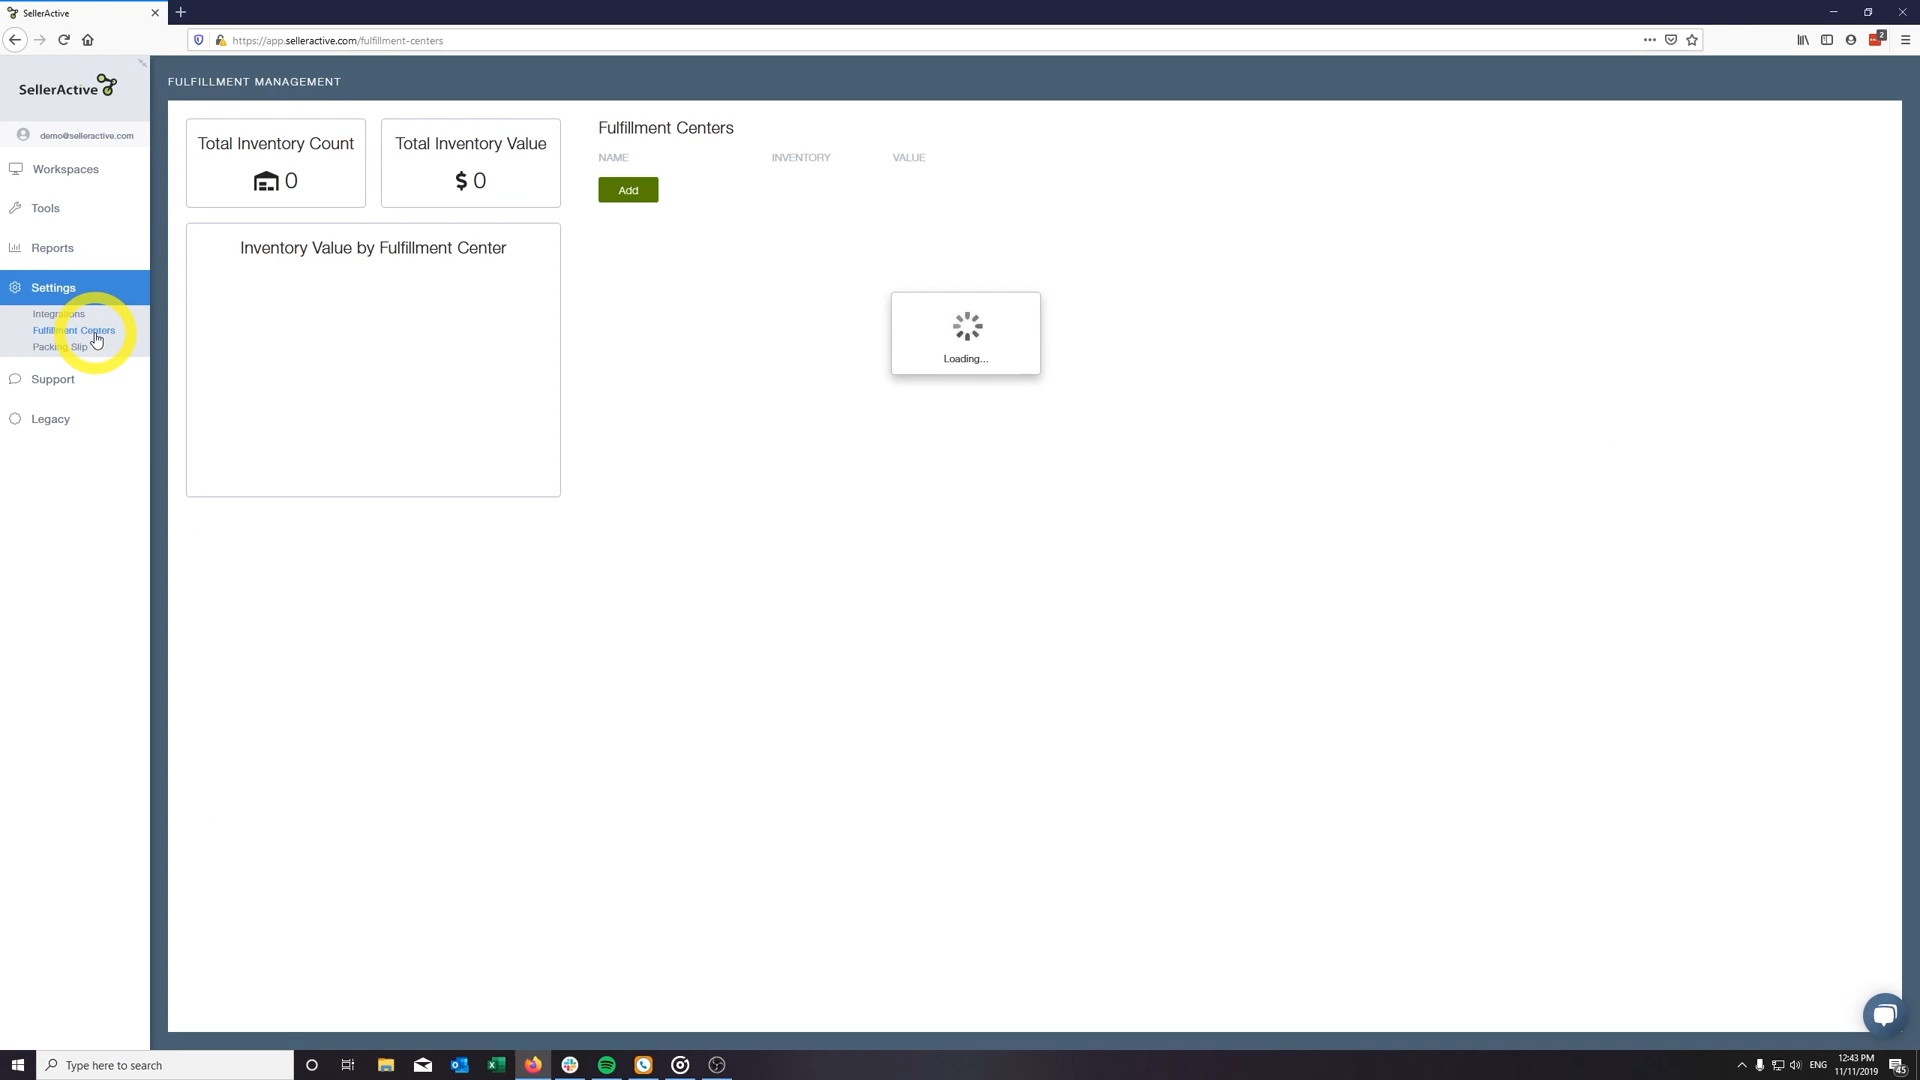 SellerActive
https://app.selleractive.com/fulfillment-centers
2
SellerActive
demo@selleractive.com
Workspaces
Tools
Reports
Settings
Integrations
Fulfillment Centers
Packing Slip
Support
Legacy
FULFILLMENT MANAGEMENT
Total Inventory Count
0
Total Inventory Value
$ 0
Inventory Value by Fulfillment Center
Fulfillment Centers
NAME INVENTORY VALUE
Add
Loading...
Type here to search
ENG
12:43 PM
11/11/2019
45